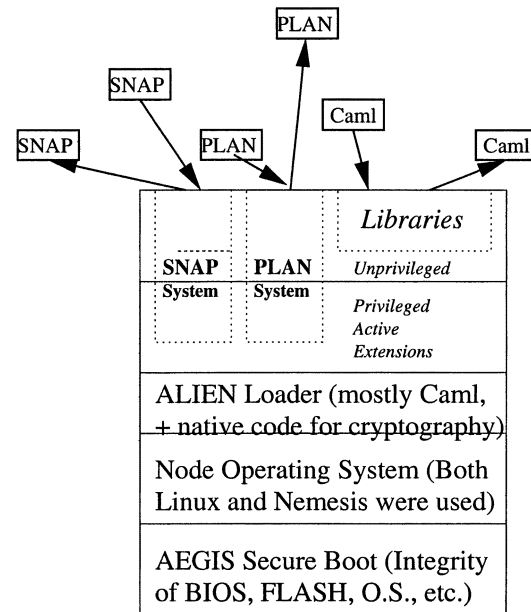 PLAN
SNAP
Caml
SNAP
PLAN
Caml
Libraries
SNAP
System
PLAN
System
Unprivileged
Privileged
Active
Extensions
ALIEN Loader (mostly Caml,
+ native code for cryptography)
Node Operating System (Both
Linux and Nemesis were used)
AEGIS Secure Boot (Integrity
of BIOS, FLASH, O.S., etc.)